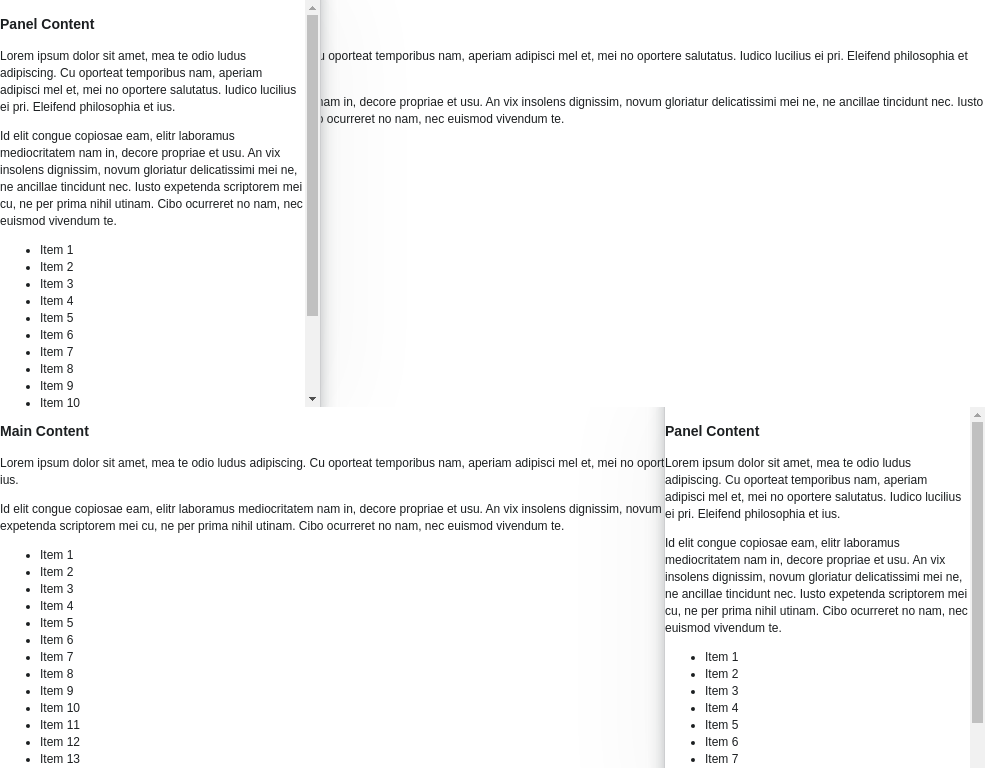 Panel Content
Lorem ipsum dolor sit amet, mea te odio ludus
adipiscing. Cu oporteat temporibus nam, aperiam
adipisci mel et, mei no oportere salutatus. Iudico lucilius
ei pri. Eleifend philosophia et ius.
Id elit congue copiosae eam, elitr laboramus
mediocritatem nam in, decore propriae et usu. An vix
insolens dignissim, novum gloriatur delicatissimi mei ne,
ne ancillae tincidunt nec. Iusto expetenda scriptorem mei
cu, ne per prima nihil utinam. Cibo ocurreret no nam, nec
euismod vivendum te.
Item 1
Item 2
Item 3
Item 4
Item 5
Item 6
Item 7
Item 8
Item 9
Item 10
oporteat temporibus nam, aperiam adipisci mel et, mei no oportere salutatus. Iudico lucilius ei pri. Eleifend philosophia et
in, decore propriae et usu. An vix insolens dignissim, novum gloriatur delicatissimi mei ne, ne ancillae tincidunt nec. Iusto
ocurreret no nam, nec euismod vivendum te.
Main Content
Lorem ipsum dolor sit amet, mea te odio ludus adipiscing. Cu oporteat temporibus nam, aperiam adipisci mel et, mei no oport
ius.
Id elit congue copiosae eam, elitr laboramus mediocritatem nam in, decore propriae et usu. An vix insolens dignissim, novum
expetenda scriptorem mei cu, ne per prima nihil utinam. Cibo ocurreret no nam, nec euismod vivendum te.
Item 1
Item 2
Item 3
Item 4
Item 5
Item 6
Item 7
Item 8
Item 9
Item 10
Item 11
Item 12
Item 13
Panel Content
Lorem ipsum dolor sit amet, mea te odio ludus
adipiscing. Cu oporteat temporibus nam, aperiam
adipisci mel et, mei no oportere salutatus. Iudico lucilius
ei pri. Eleifend philosophia et ius.
Id elit congue copiosae eam, elitr laboramus
mediocritatem nam in, decore propriae et usu. An vix
insolens dignissim, novum gloriatur delicatissimi mei ne,
ne ancillae tincidunt nec. Iusto expetenda scriptorem mei
cu, ne per prima nihil utinam. Cibo ocurreret no nam, nec
euismod vivendum te.
Item 1
Item 2
Item 3
Item 4
Item 5
Item 6
Item 7